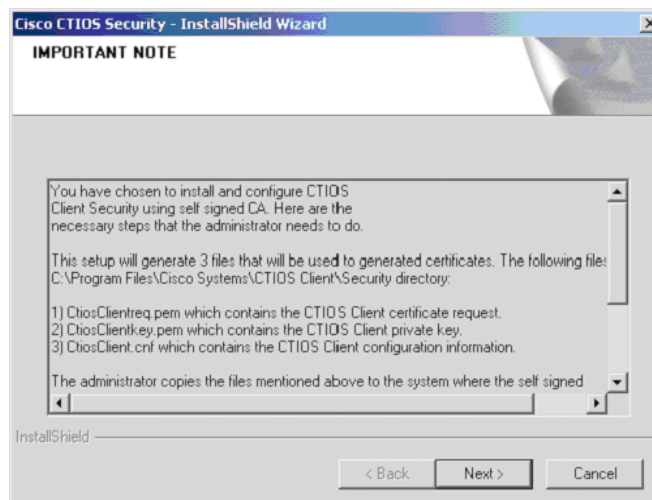 Cisco CTIOS Security - InstallShield Wizard
IMPORTANT NOTE
You have chosen to install and configure CTIOS
Client Security using self signed CA. Here are the
necessary steps that the administrator needs to do.
This setup will generate 3 files that will be used to generated certificates. The following files
C:\Program Files\Cisco Systems\CTIOS Client\Security directory:
1) CtiosClientreq.pem which contains the CTIOS Client certificate request.
2) CtiosClientkey.pem which contains the CTIOS Client private key.
3) CtiosClient.cnf which contains the CTIOS Client configuration information.
The administrator copies the files mentioned above to the system where the self signed
InstallShield
< Back
Next >
Cancel